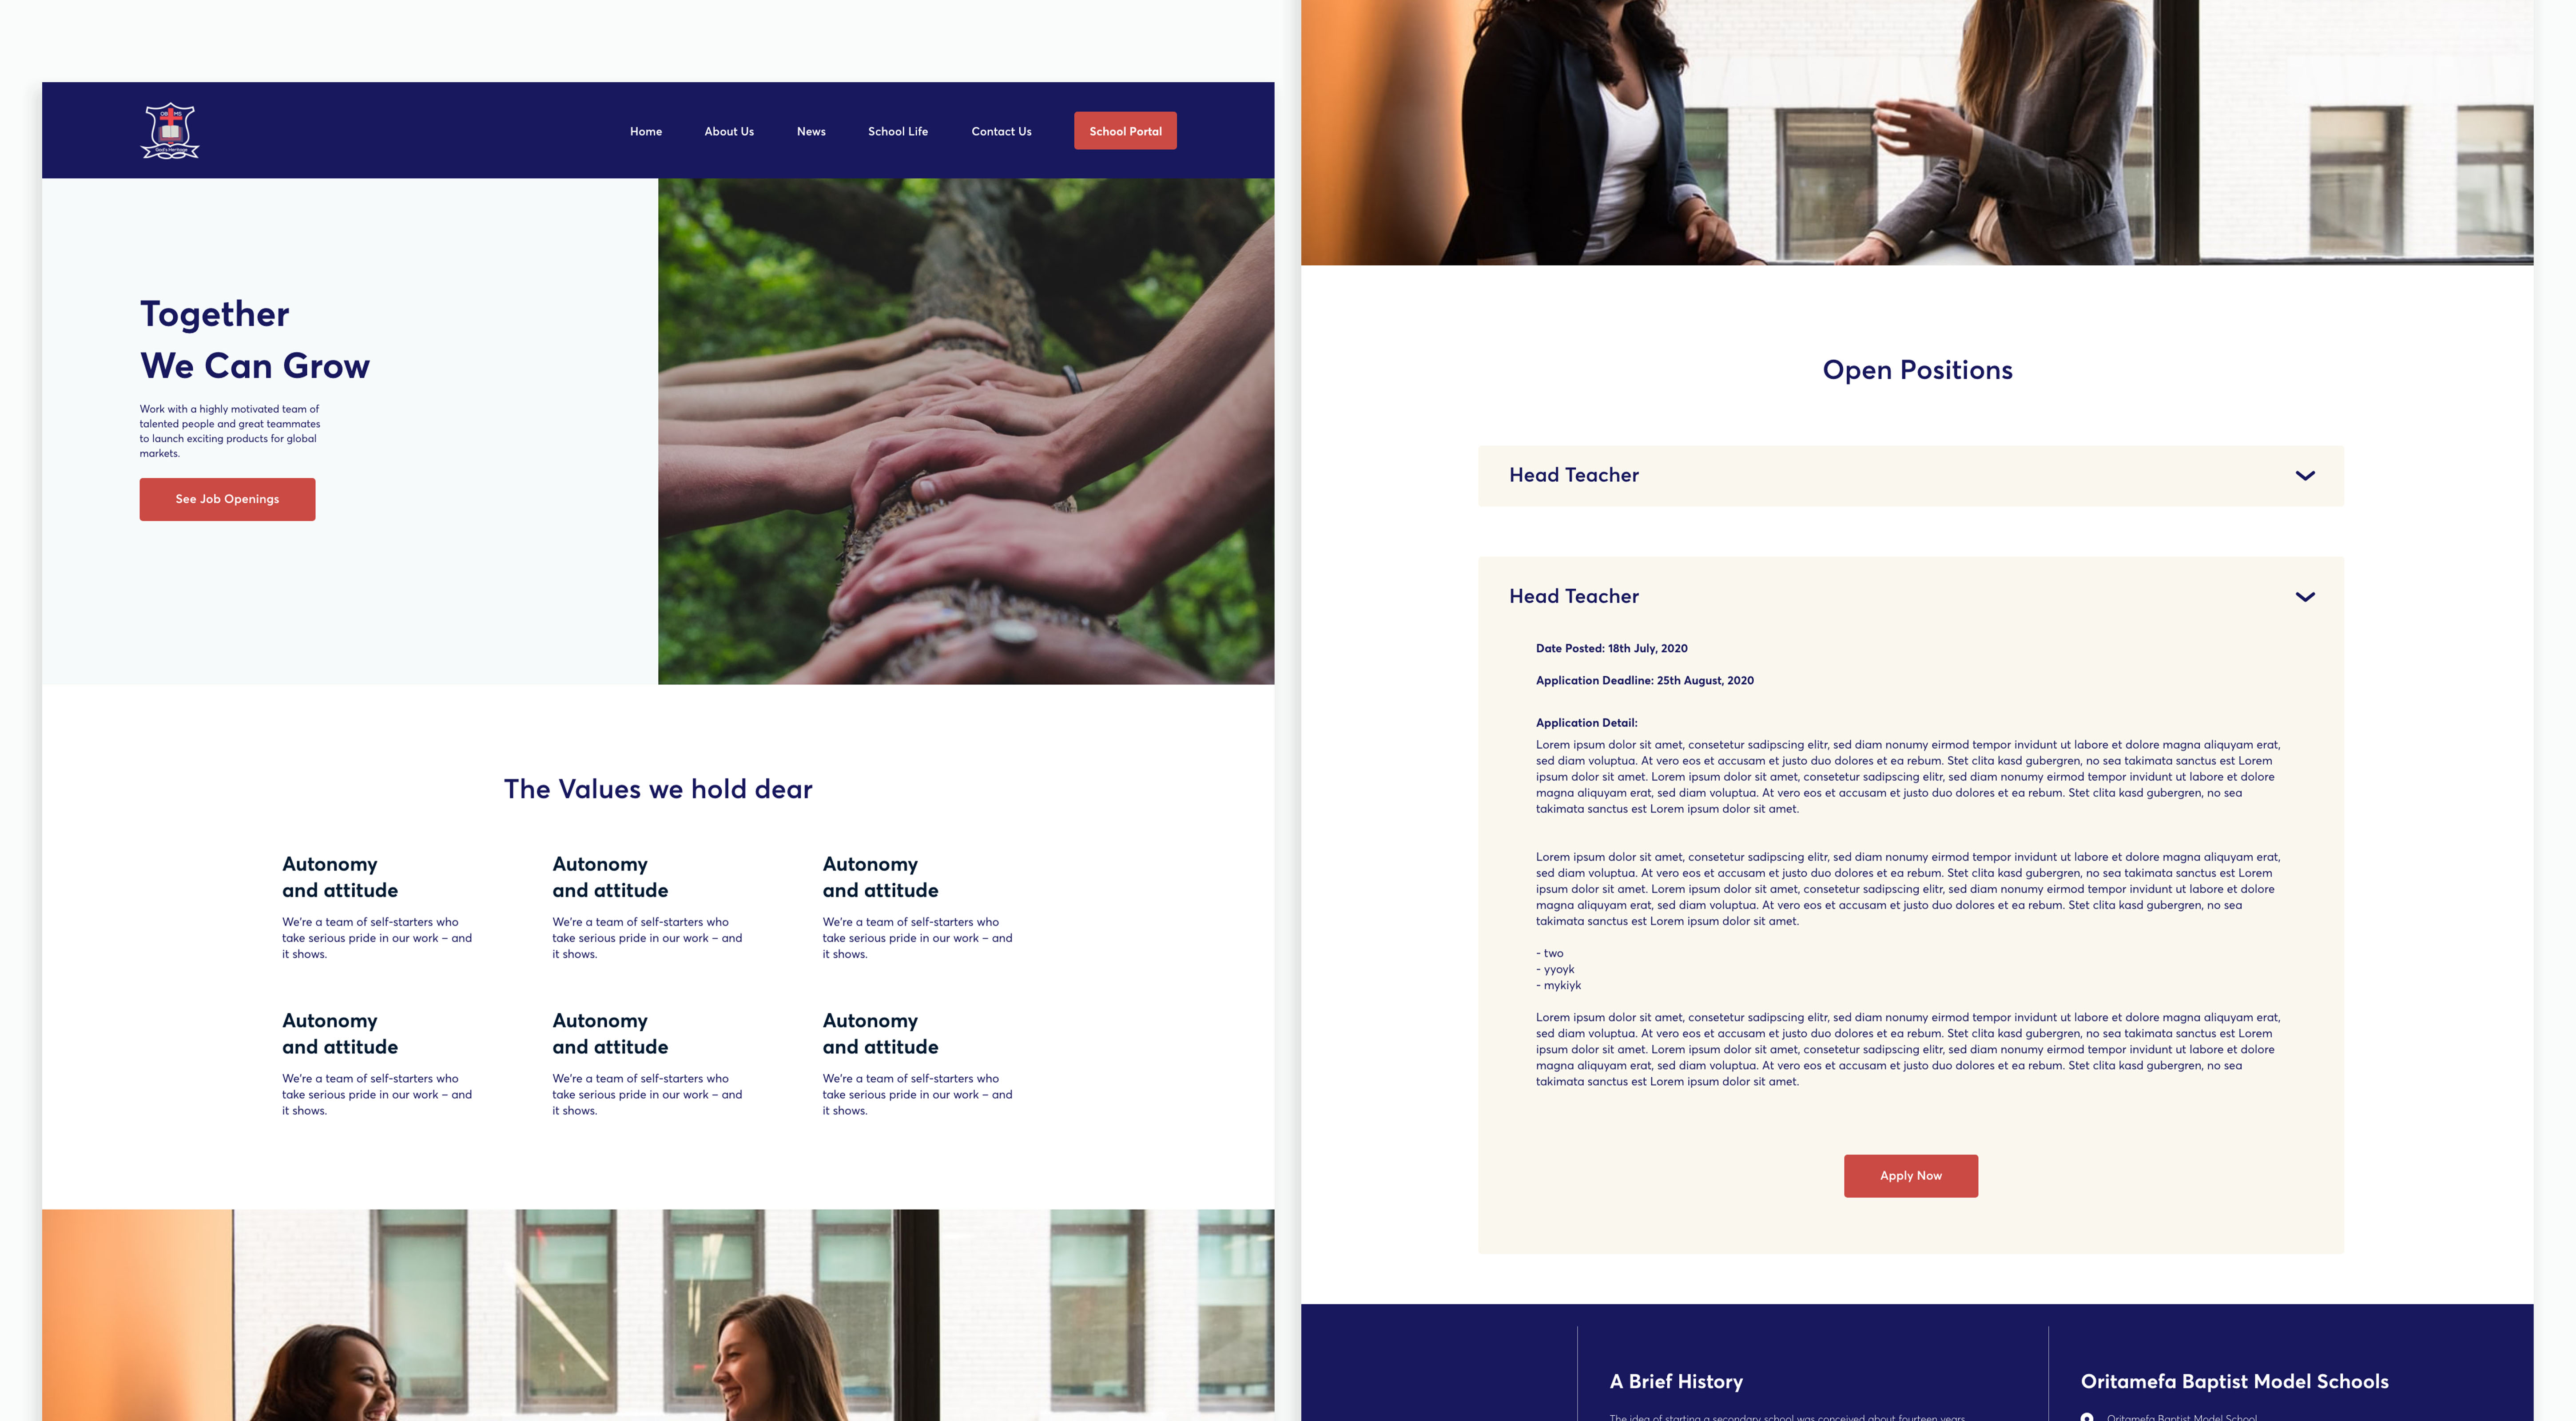 OB MS
God's Heritage
Home
About Us
News
School Life
Contact Us
School Portal
Together
We Can Grow
Work with a highly motivated team of
talented people and great teammates
to launch exciting products for global
markets.
See Job Openings
The Values we hold dear
Autonomy
and attitude
We're a team of self-starters who
take serious pride in our work – and
it shows.
Autonomy
and attitude
We're a team of self-starters who
take serious pride in our work – and
it shows.
Autonomy
and attitude
We're a team of self-starters who
take serious pride in our work – and
it shows.
Autonomy
and attitude
We're a team of self-starters who
take serious pride in our work – and
it shows.
Autonomy
and attitude
We're a team of self-starters who
take serious pride in our work – and
it shows.
Autonomy
and attitude
We're a team of self-starters who
take serious pride in our work – and
it shows.
Open Positions
Head Teacher
Head Teacher
Date Posted: 18th July, 2020
Application Deadline: 25th August, 2020
Application Detail:
Lorem ipsum dolor sit amet, consetetur sadipscing elitr, sed diam nonumy eirmod tempor invidunt ut labore et dolore magna aliquyam erat,
sed diam voluptua. At vero eos et accusam et justo duo dolores et ea rebum. Stet clita kasd gubergren, no sea takimata sanctus est Lorem
ipsum dolor sit amet. Lorem ipsum dolor sit amet, consetetur sadipscing elitr, sed diam nonumy eirmod tempor invidunt ut labore et dolore
magna aliquyam erat, sed diam voluptua. At vero eos et accusam et justo duo dolores et ea rebum. Stet clita kasd gubergren, no sea
takimata sanctus est Lorem ipsum dolor sit amet.
Lorem ipsum dolor sit amet, consetetur sadipscing elitr, sed diam nonumy eirmod tempor invidunt ut labore et dolore magna aliquyam erat,
sed diam voluptua. At vero eos et accusam et justo duo dolores et ea rebum. Stet clita kasd gubergren, no sea takimata sanctus est Lorem
ipsum dolor sit amet. Lorem ipsum dolor sit amet, consetetur sadipscing elitr, sed diam nonumy eirmod tempor invidunt ut labore et dolore
magna aliquyam erat, sed diam voluptua. At vero eos et accusam et justo duo dolores et ea rebum. Stet clita kasd gubergren, no sea
takimata sanctus est Lorem ipsum dolor sit amet.
- two
- yyoyk
- mykiyk
Lorem ipsum dolor sit amet, consetetur sadipscing elitr, sed diam nonumy eirmod tempor invidunt ut labore et dolore magna aliquyam erat,
sed diam voluptua. At vero eos et accusam et justo duo dolores et ea rebum. Stet clita kasd gubergren, no sea takimata sanctus est Lorem
ipsum dolor sit amet. Lorem ipsum dolor sit amet, consetetur sadipscing elitr, sed diam nonumy eirmod tempor invidunt ut labore et dolore
magna aliquyam erat, sed diam voluptua. At vero eos et accusam et justo duo dolores et ea rebum. Stet clita kasd gubergren, no sea
takimata sanctus est Lorem ipsum dolor sit amet.
Apply Now
A Brief History
The idea of starting a secondary school was conceived about fourteen years
Oritamefa Baptist Model Schools
Oritamefa Baptist Model School